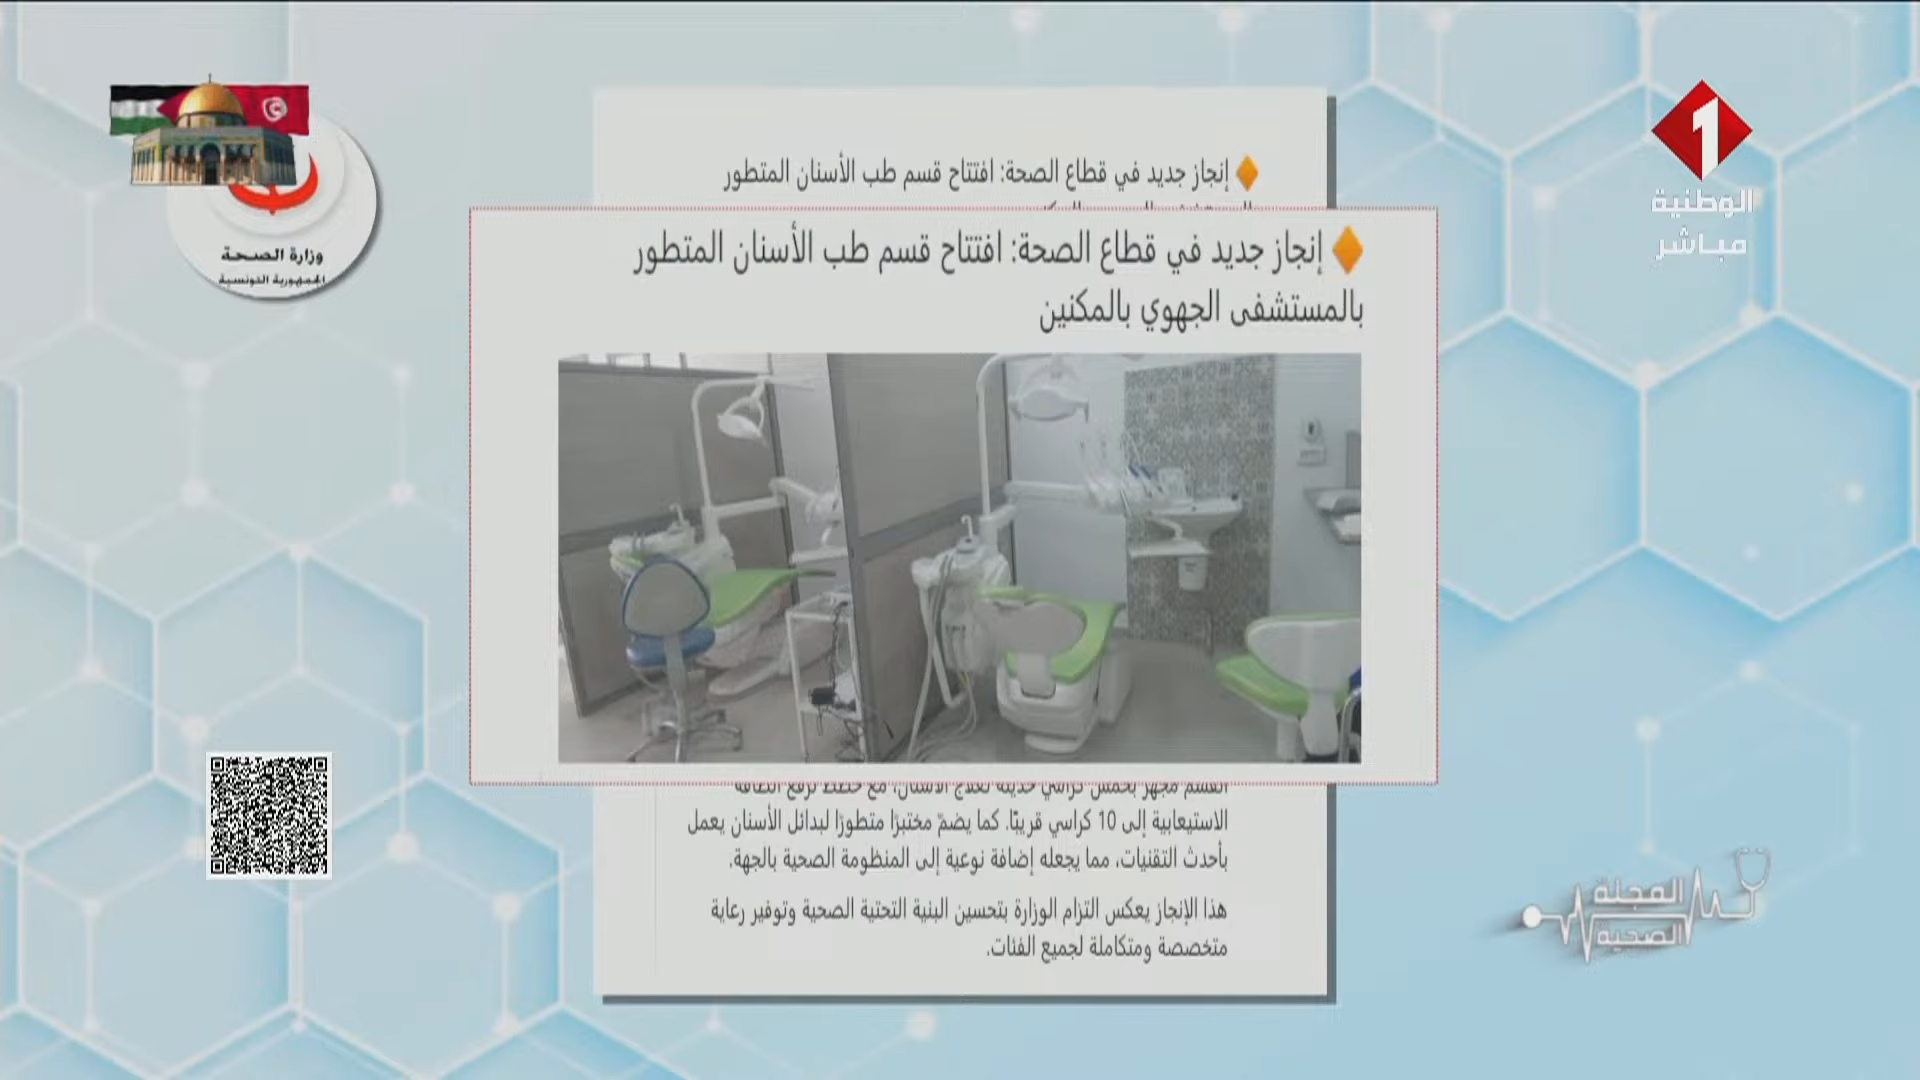 إنجاز جديد في قطاع الصحة: افتتاح قسم طب الأسنان المتطور
إنجاز جديد في قطاع الصحة: افتتاح قسم طب الأسنان المتطور
بالمستشفى الجهوي بالمكنين
الاستيعابية إلى 10 كراسي قريبًا. كما يضمّ مختبرًا متطورًا لبدائل الأسنان يعمل
بأحدث التقنيات، مما يجعله إضافة نوعية إلى المنظومة الصحية بالجهة.
هذا الإنجاز يعكس التزام الوزارة بتحسين البنية التحتية الصحية وتوفير رعاية
متخصصة ومتكاملة لجميع الفئات.
وزارة الصحة
الجمهورية التونسية
1
الوطنية
مباشر
المجلة
الصحية